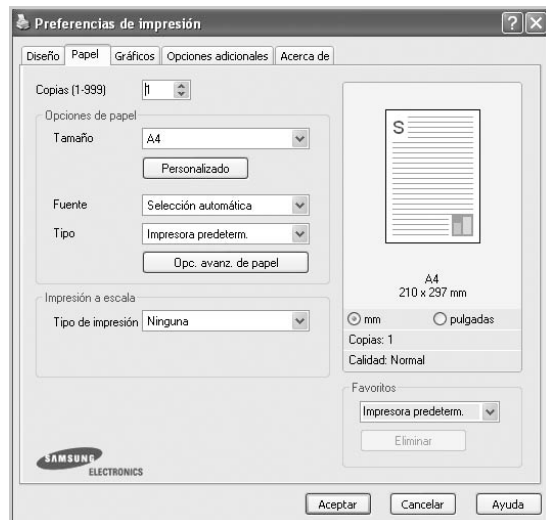 Preferencias de impresión
Diseño Papel Gráficos Opciones adicionales Acerca de
Copias (1-999) 1
Opciones de papel
Tamaño A4
Personalizado
Fuente Selección automática
Tipo Impresora predeterm.
Opc. avanz. de papel
Impresión a escala
Tipo de impresión Ninguna
S
A4
210 x 297 mm
mm pulgadas
Copias: 1
Calidad: Normal
Favoritos
Impresora predeterm.
Eliminar
SAMSUNG
ELECTRONICS
Aceptar Cancelar Ayuda